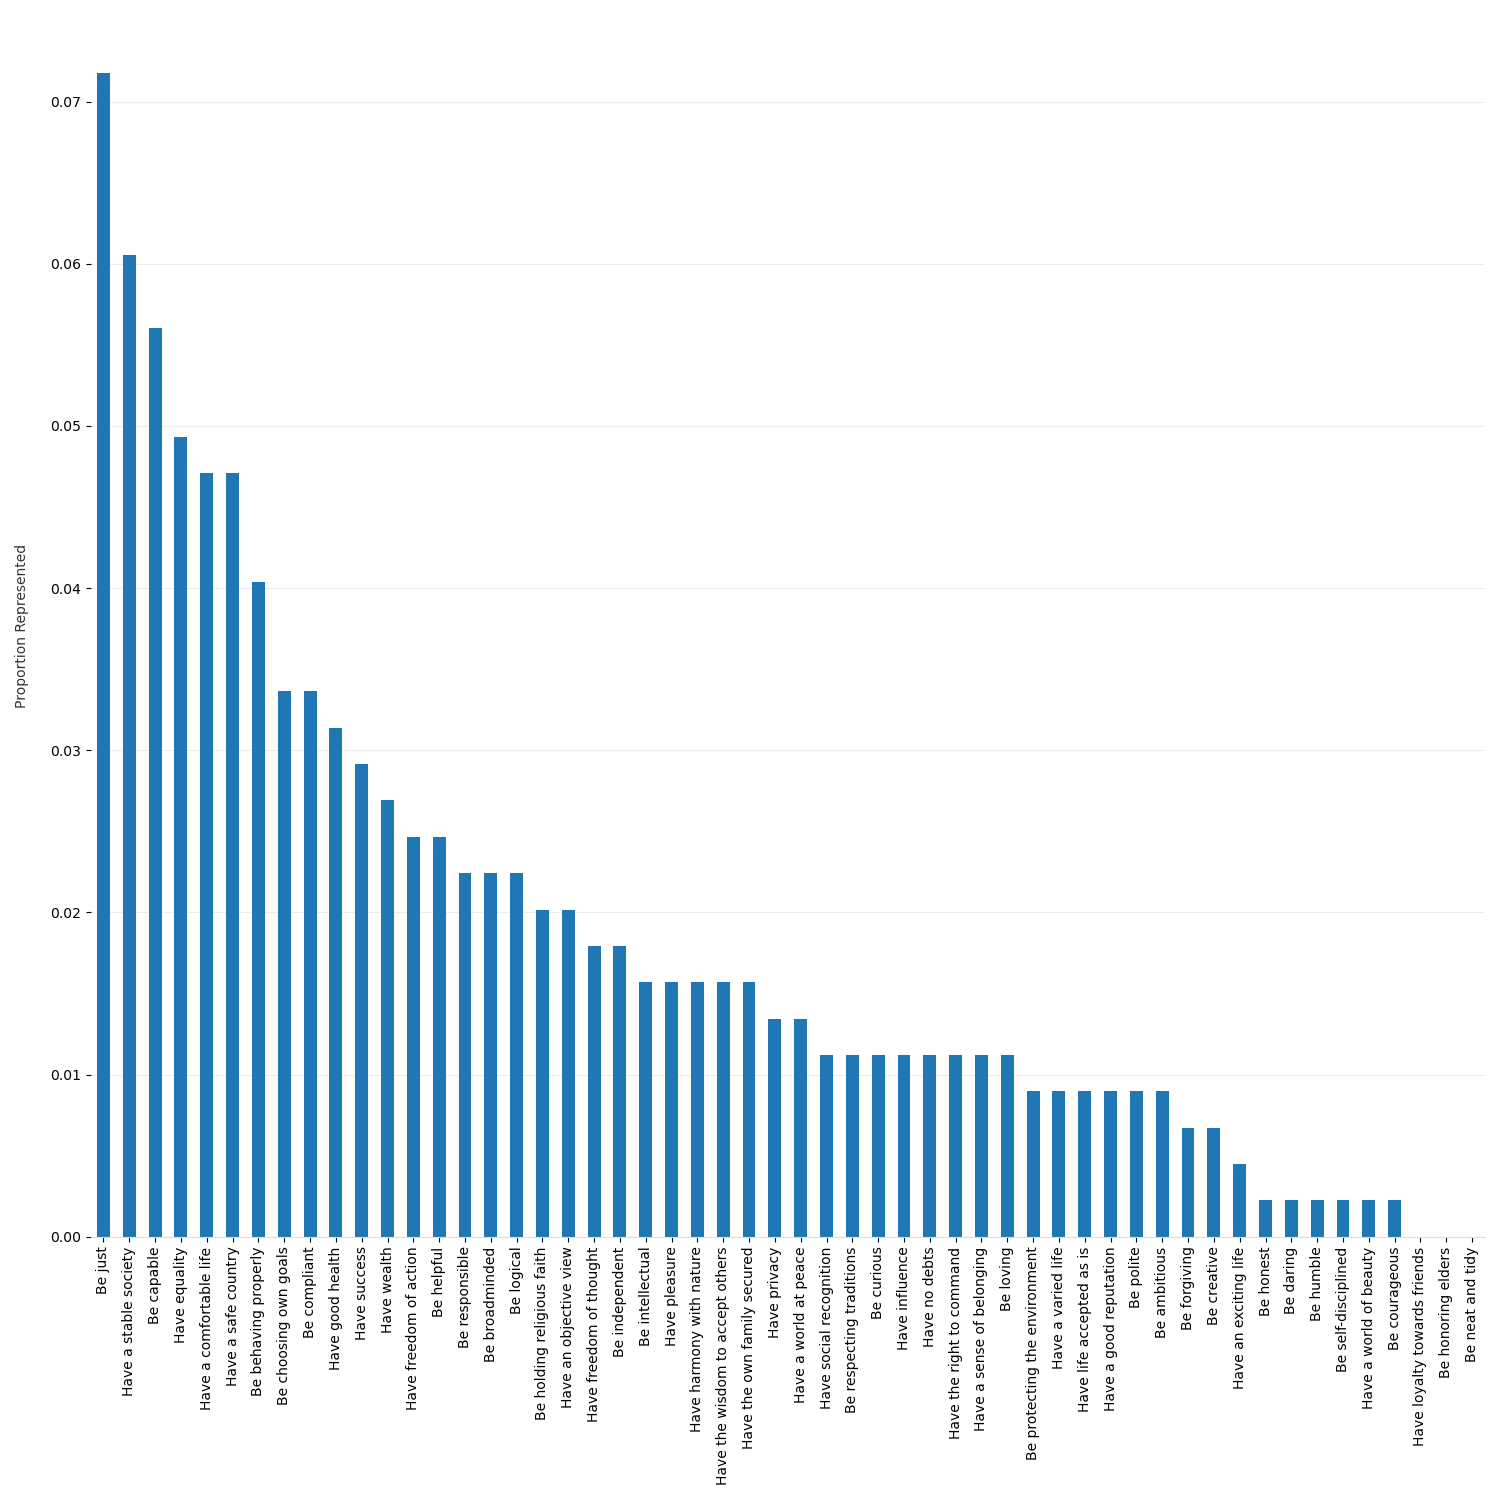 Proportion Represented
0.07
0.06
0.05
0.04
0.03
0.02
0.01
0.00
Be just
Have a stable society
Be capable
Have equality
Have a comfortable life
Have a safe country
Be behaving properly
Be choosing own goals
Be compliant
Have good health
Have success
Have wealth
Have freedom of action
Be helpful
Be responsible
Be broadminded
Be logical
Be holding religious faith
Have an objective view
Have freedom of thought
Be independent
Be intellectual
Have pleasure
Have harmony with nature
Have the wisdom to accept others
Have the own family secured
Have privacy
Have a world at peace
Have social recognition
Be respecting traditions
Be curious
Have influence
Have no debts
Have the right to command
Have a sense of belonging
Be loving
Be protecting the environment
Have a varied life
Have life accepted as is
Have a good reputation
Be polite
Be ambitious
Be forgiving
Be creative
Have an exciting life
Be honest
Be daring
Be humble
Be self-disciplined
Have a world of beauty
Be courageous
Have loyalty towards friends
Be honoring elders
Be neat and tidy